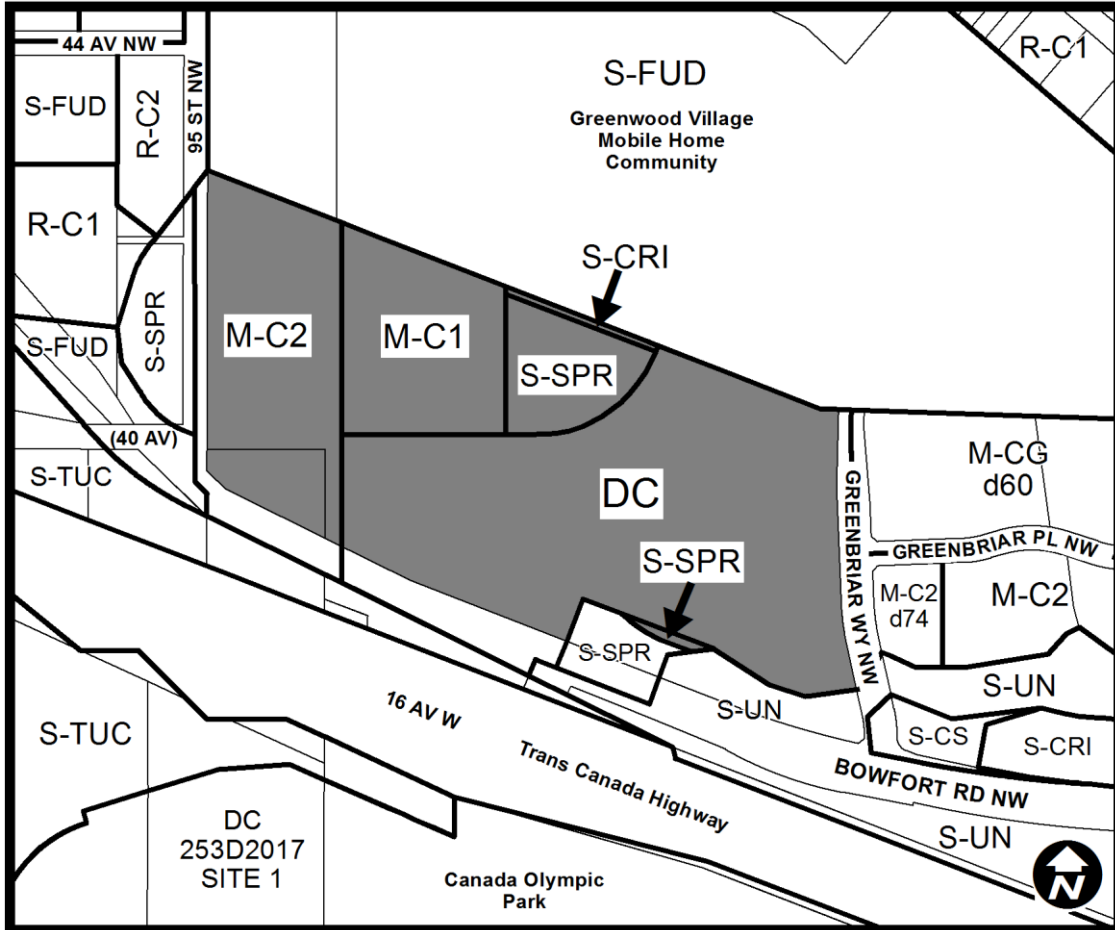 44 AV NW
S-FUD
R-C2
95 ST NW
R-C1
S-SPR
S-FUD
(40 AV)
S-TUC
S-FUD
Greenwood Village
Mobile Home
Community
R-C1
S-CRI
M-C2
M-C1
S-SPR
DC
S-SPR
S-SPR
S-UN
GREENBRIAR WY NW
M-CG
d60
GREENBRIAR PL NW
M-C2
d74
M-C2
S-UN
S-CS
S-CRI
BOWFORT RD NW
S-UN
16 AV W
Trans Canada Highway
S-TUC
DC
253D2017
SITE 1
Canada Olympic
Park
N